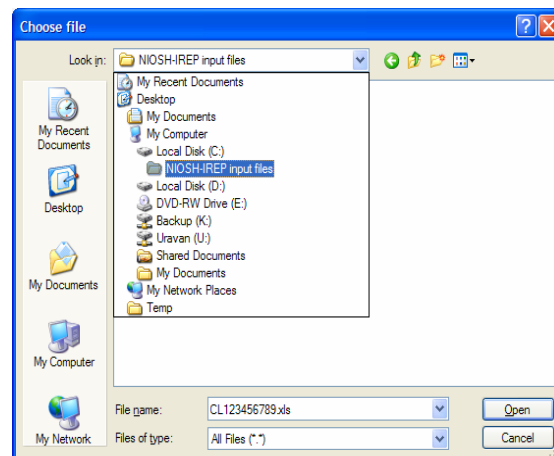 Choose file
Look in:
NIOSH-IREP input files
My Recent Documents
Desktop
My Documents
My Computer
Local Disk (C:)
NIOSH-IREP input files
Local Disk (D:)
DVD-RW Drive (E:)
Backup (K:)
Uravan (U:)
Shared Documents
My Documents
My Network Places
Temp
My Recent
Documents
Desktop
My Documents
My Computer
My Network
File name:
CL123456789.xls
Open
Files of type:
All Files (*.*)
Cancel